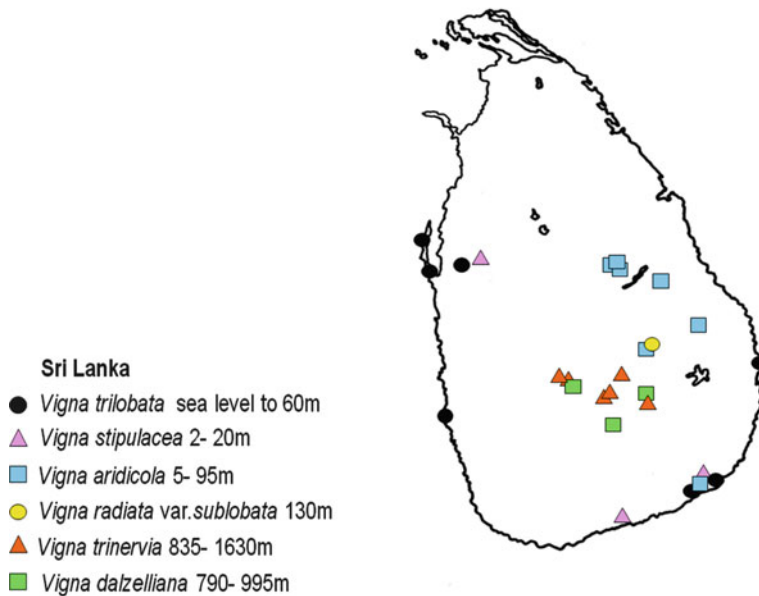 Sri Lanka
Vigna trilobata sea level to 60m
Vigna stipulacea 2- 20m
Vigna aridicola 5- 95m
Vigna radiata var.sublobata 130m
Vigna trinervia 835- 1630m
Vigna dalzelliana 790- 995m